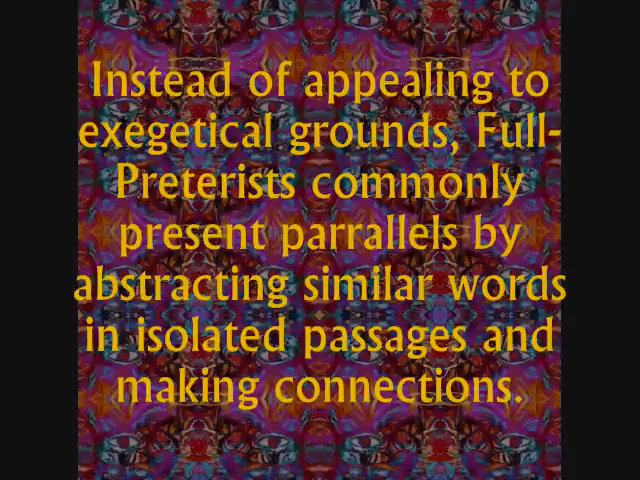 Instead of appealing to
exegetical grounds, Full-
Preterists commonly
present parrallels by
abstracting similar words
in isolated passages and
making connections.